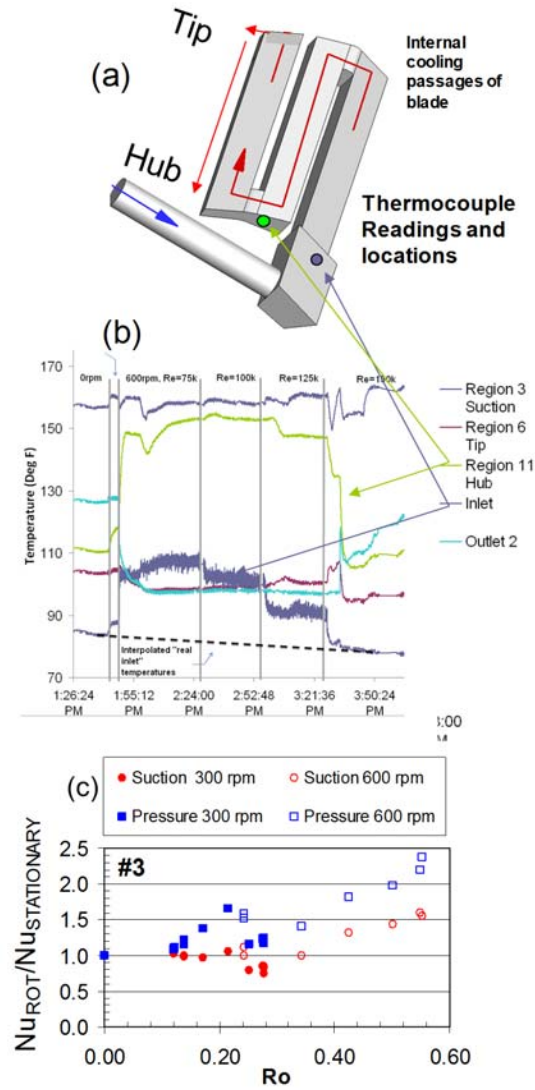 Tip
(a)
Internal
cooling
passages of
blade
Hub
Thermocouple
Readings and
locations
(b)
0rpm
600rpm, Re=75k
Re=100k
Re=125k
Re=190k
170
150
130
110
90
70
Temperature (Deg F)
Region 3
Suction
Region 6
Tip
Region 11
Hub
Inlet
Outlet 2
Interpolated "real
inlet"
temperatures
1:26:24 1:55:12 2:24:00 2:52:48 3:21:36 3:50:24
PM PM PM PM PM PM
(c)
Suction 300 rpm Suction 600 rpm
Pressure 300 rpm Pressure 600 rpm
#3
2.5
2.0
1.5
1.0
0.5
0.0
NuROT/NuSTATIONARY
0.00 0.20 0.40 0.60
Ro